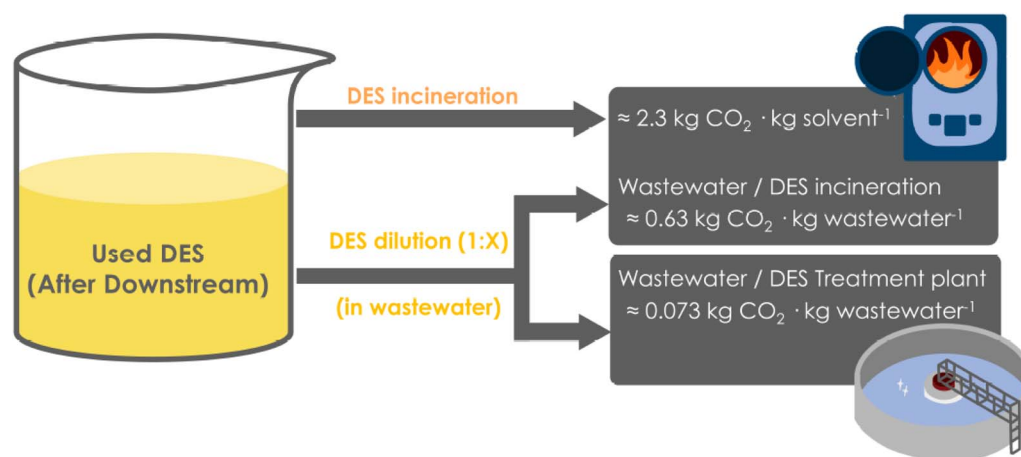 DES incineration
≈ 2.3 kg CO₂ · kg solvent⁻¹
Wastewater / DES incineration
≈ 0.63 kg CO₂ · kg wastewater⁻¹
Used DES
(After Downstream)
DES dilution (1:X)
(in wastewater)
Wastewater / DES Treatment plant
≈ 0.073 kg CO₂ · kg wastewater⁻¹